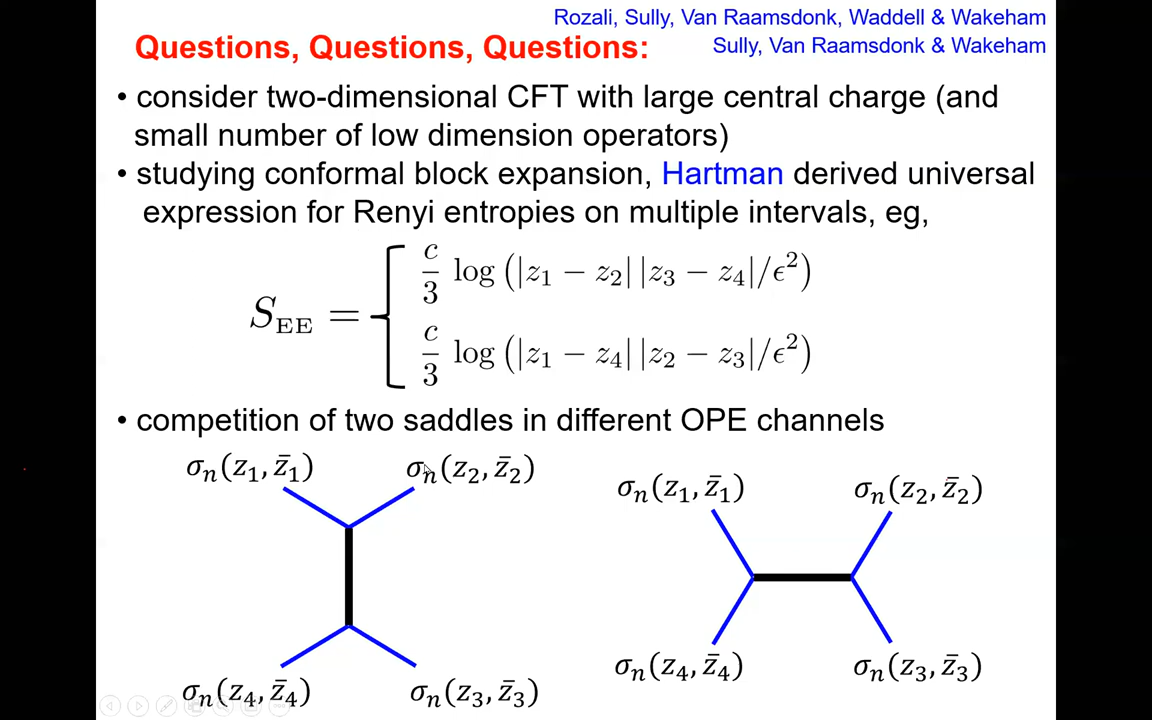 Rozali, Sully, Van Raamsdonk, Waddell & Wakeham
Questions, Questions, Questions:
Sully, Van Raamsdonk & Wakeham
• consider two-dimensional CFT with large central charge (and
small number of low dimension operators)
• studying conformal block expansion, Hartman derived universal
expression for Renyi entropies on multiple intervals, eg,
S_EE = {
c/3 log (|z₁ − z₂| |z₃ − z₄|/ϵ²)
c/3 log (|z₁ − z₄| |z₂ − z₃|/ϵ²)
• competition of two saddles in different OPE channels
σₙ(z₁, z̄₁) σₙ(z₂, z̄₂)
σₙ(z₁, z̄₁) σₙ(z₂, z̄₂)
σₙ(z₄, z̄₄) σₙ(z₃, z̄₃)
σₙ(z₄, z̄₄) σₙ(z₃, z̄₃)